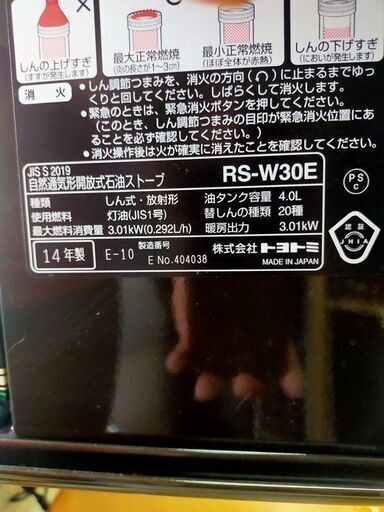 しんの上げすぎ
(すすが発生します)
最大正常燃焼
(炎の長さが1~3cm)
最小正常燃焼
(ほぼ全体が赤熱)
しんの下げすぎ
(においが発生します)
消火
●しん調節つまみを、消火の方向( )に止まるまでゆっ
くりと回してください。しばらくして消火します。
●緊急のときは、緊急消火ボタンを押してください。
(このとき、しん調節つまみの目印が緊急消火位置にあ
ることを必ず確認してください。)
●消火操作後は火が確実に消えたことを確認してください。
JIS S 2019
自然通気形開放式石油ストーブ RS-W30E
種類 しん式・放射形 油タンク容量 4.0L
使用燃料 灯油(JIS1号) 替しんの種類 20種
最大燃料消費量 3.01kW(0.292L/h) 暖房出力 3.01kW
14年製 E-10 製造番号 E No.404038
株式会社トヨトミ
MADE IN JAPAN
PS
C
認証
JHIA